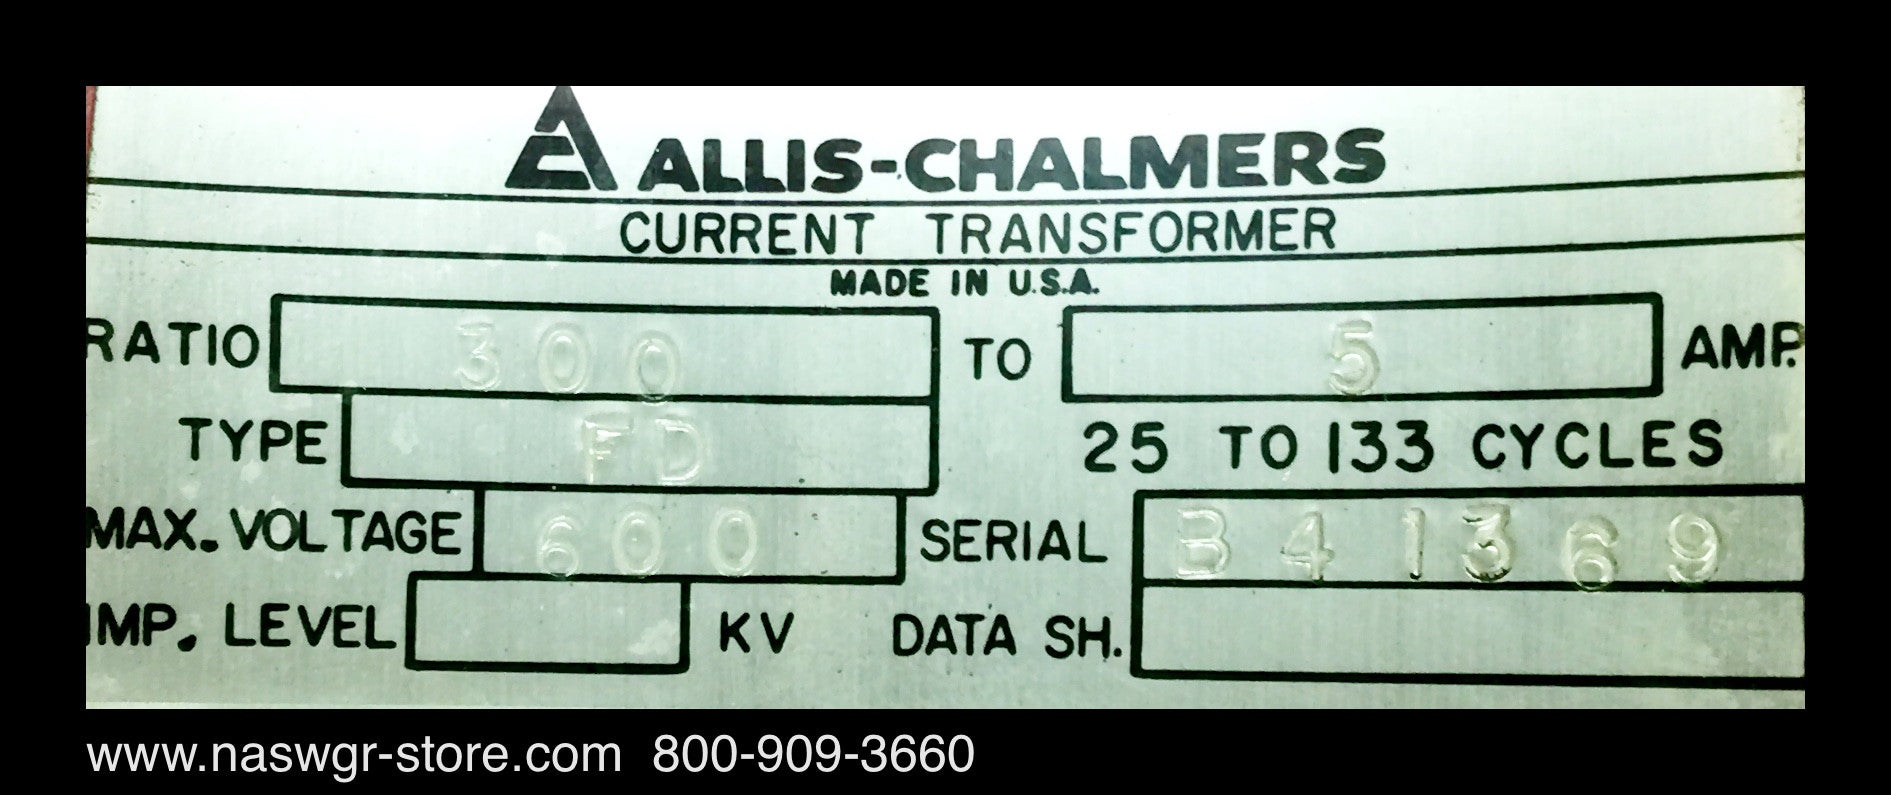 ALLIS-CHALMERS
CURRENT TRANSFORMER
MADE IN U.S.A.
RATIO 300 TO 5 AMP.
TYPE FD 25 TO 133 CYCLES
MAX. VOLTAGE 600 SERIAL B41369
IMP. LEVEL KV DATA SH.
www.naswgr-store.com 800-909-3660